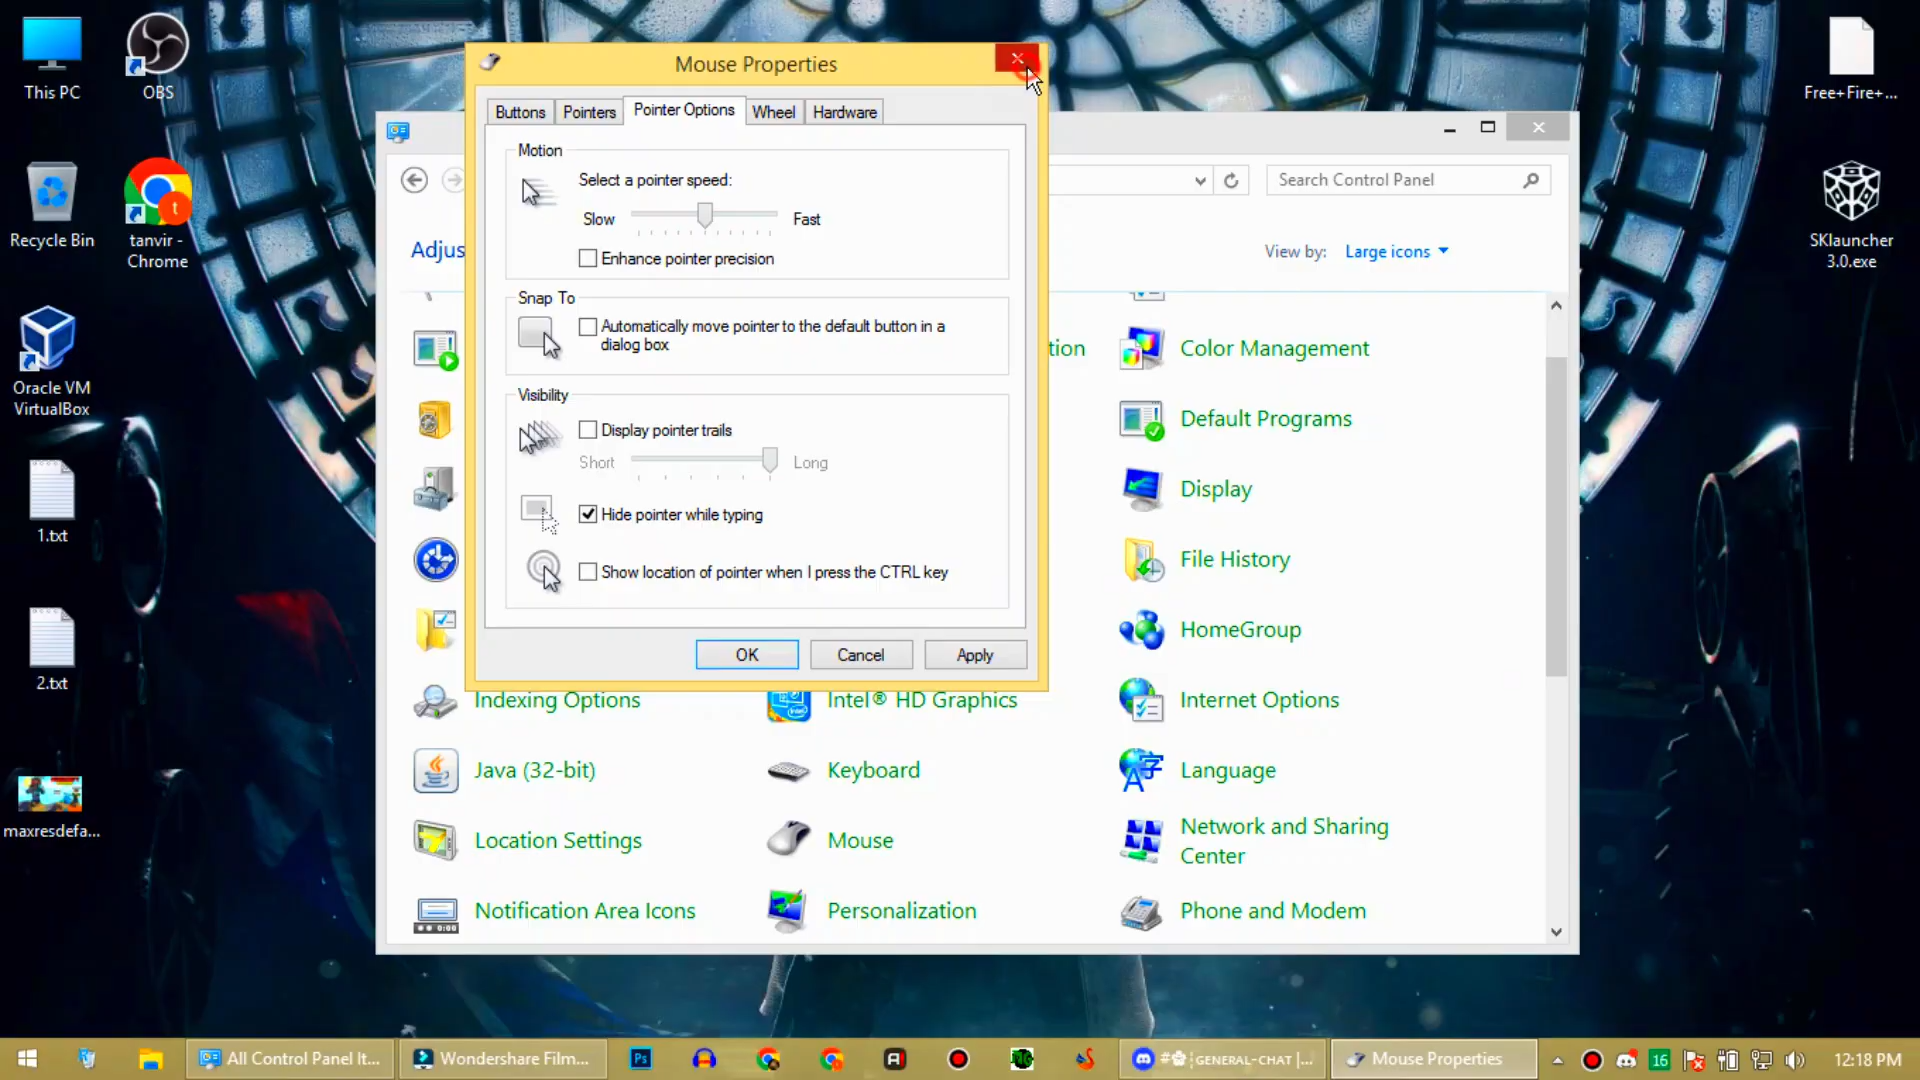 This PC
OBS
Recycle Bin
tanvir -
Chrome
Oracle VM
VirtualBox
1.txt
2.txt
maxresdefa...
Free+Fire+...
SKlauncher
3.0.exe
Mouse Properties
Buttons
Pointers
Pointer Options
Wheel
Hardware
Motion
Select a pointer speed:
Slow
Fast
Enhance pointer precision
Snap To
Automatically move pointer to the default button in a
dialog box
Visibility
Display pointer trails
Short
Long
Hide pointer while typing
Show location of pointer when I press the CTRL key
OK
Cancel
Apply
Search Control Panel
Adjus
View by:
Large icons
tion
Color Management
Default Programs
Display
File History
HomeGroup
Indexing Options
Intel® HD Graphics
Internet Options
Java (32-bit)
Keyboard
Language
Location Settings
Mouse
Network and Sharing
Center
Notification Area Icons
Personalization
Phone and Modem
All Control Panel It...
Wondershare Film...
Ps
#✿¦GENERAL-CHAT |...
Mouse Properties
16
12:18 PM